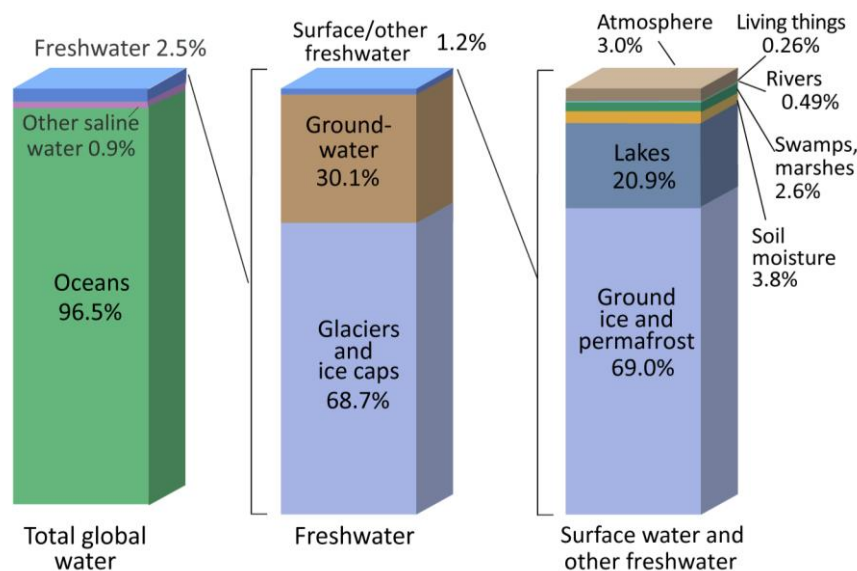 Freshwater 2.5%
Other saline
water 0.9%
Oceans
96.5%
Total global
water
Surface/other
freshwater
1.2%
Ground-
water
30.1%
Glaciers
and
ice caps
68.7%
Freshwater
Atmosphere
3.0%
Living things
0.26%
Rivers
0.49%
Swamps,
marshes
2.6%
Soil
moisture
3.8%
Lakes
20.9%
Ground
ice and
permafrost
69.0%
Surface water and
other freshwater